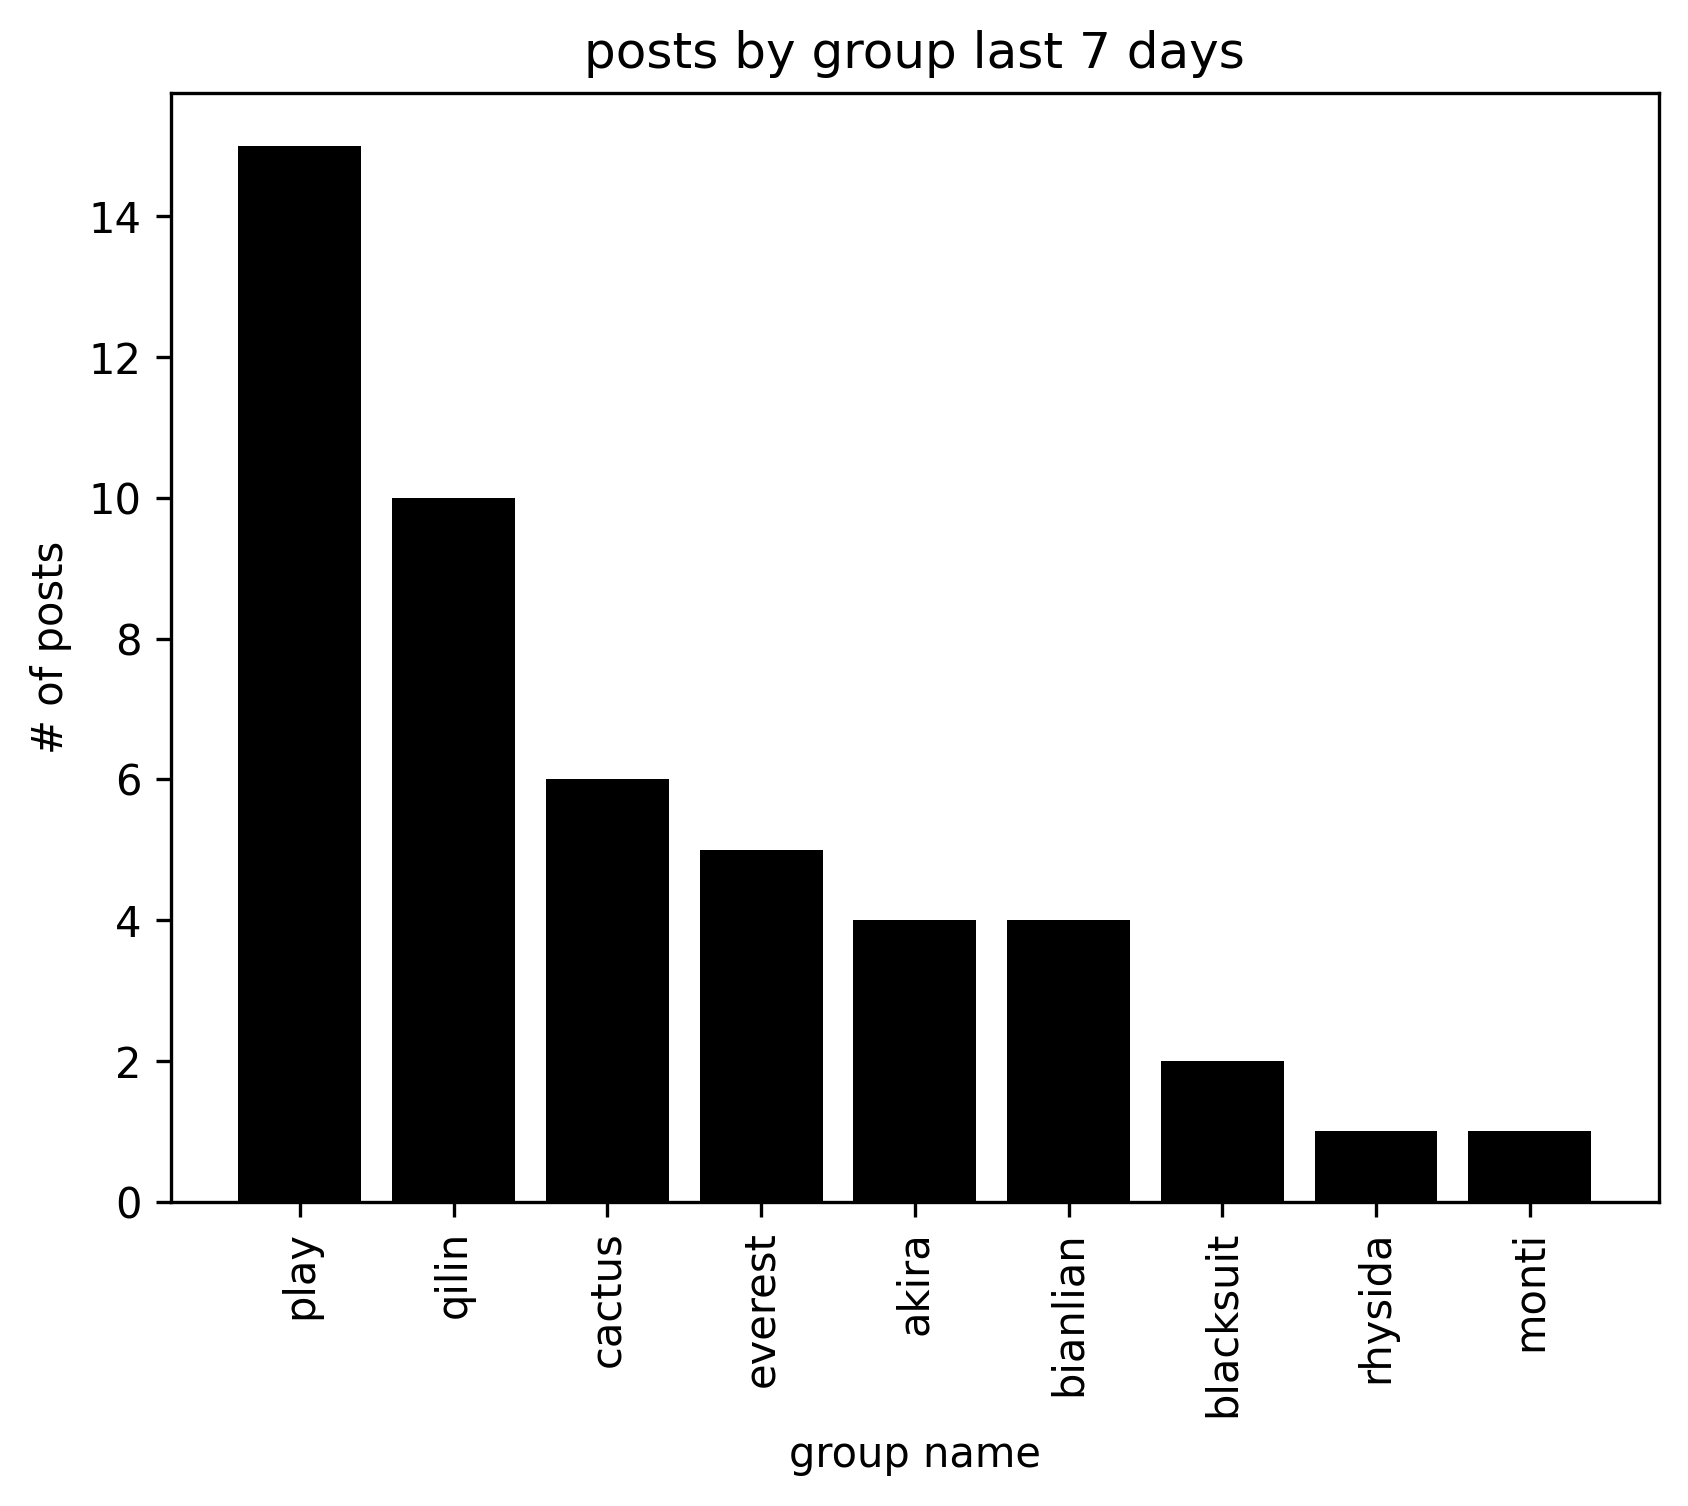 posts by group last 7 days
# of posts
14
12
10
8
6
4
2
0
play
qilin
cactus
everest
akira
bianlian
blacksuit
rhysida
monti
group name